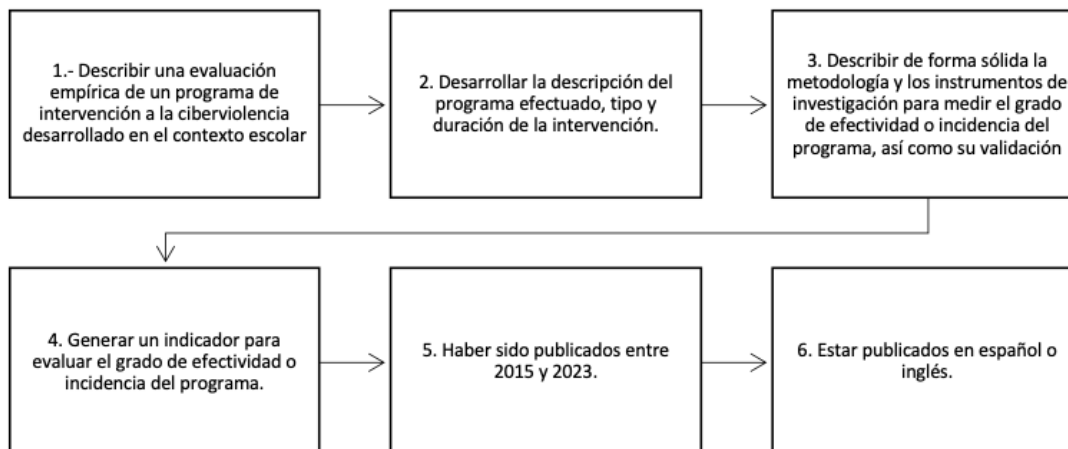 1.- Describir una evaluación
empírica de un programa de
intervención a la ciberviolencia
desarrollado en el contexto escolar
2. Desarrollar la descripción del
programa efectuado, tipo y
duración de la intervención.
3. Describir de forma sólida la
metodología y los instrumentos de
investigación para medir el grado
de efectividad o incidencia del
programa, así como su validación
4. Generar un indicador para
evaluar el grado de efectividad o
incidencia del programa.
5. Haber sido publicados entre
2015 y 2023.
6. Estar publicados en español o
inglés.